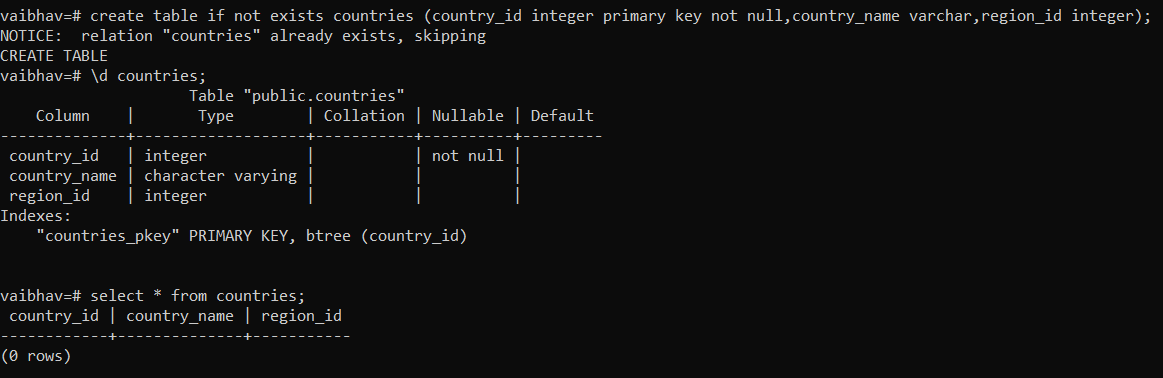 vaibhav=# create table if not exists countries (country_id integer primary key not null,country_name varchar,region_id integer);
NOTICE:  relation "countries" already exists, skipping
CREATE TABLE
vaibhav=# \d countries;
                     Table "public.countries"
    Column    |       Type        | Collation | Nullable | Default
--------------+-------------------+-----------+----------+---------
 country_id   | integer           |           | not null |
 country_name | character varying |           |          |
 region_id    | integer           |           |          |
Indexes:
    "countries_pkey" PRIMARY KEY, btree (country_id)
vaibhav=# select * from countries;
 country_id | country_name | region_id
------------+--------------+-----------
(0 rows)